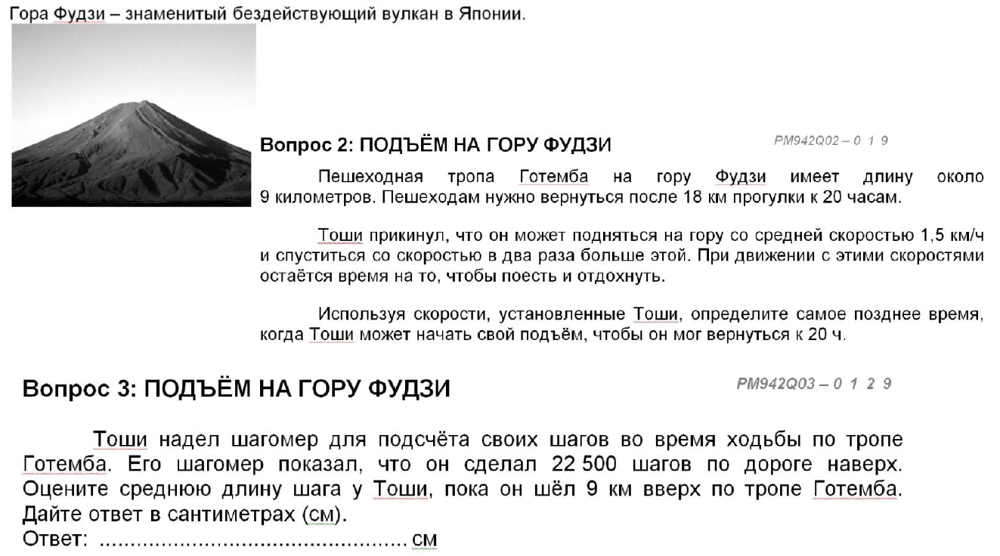 Гора Фудзи – знаменитый бездействующий вулкан в Японии.
Вопрос 2: ПОДЪЁМ НА ГОРУ ФУДЗИ
PM942Q02 – 0 1 9
Пешеходная тропа Готемба на гору Фудзи имеет длину около
9 километров. Пешеходам нужно вернуться после 18 км прогулки к 20 часам.
Тоши прикинул, что он может подняться на гору со средней скоростью 1,5 км/ч
и спуститься со скоростью в два раза больше этой. При движении с этими скоростями
остаётся время на то, чтобы поесть и отдохнуть.
Используя скорости, установленные Тоши, определите самое позднее время,
когда Тоши может начать свой подъём, чтобы он мог вернуться к 20 ч.
Вопрос 3: ПОДЪЁМ НА ГОРУ ФУДЗИ
PM942Q03 – 0 1 2 9
Тоши надел шагомер для подсчёта своих шагов во время ходьбы по тропе
Готемба. Его шагомер показал, что он сделал 22 500 шагов по дороге наверх.
Оцените среднюю длину шага у Тоши, пока он шёл 9 км вверх по тропе Готемба.
Дайте ответ в сантиметрах (см).
Ответ: .................................................. см